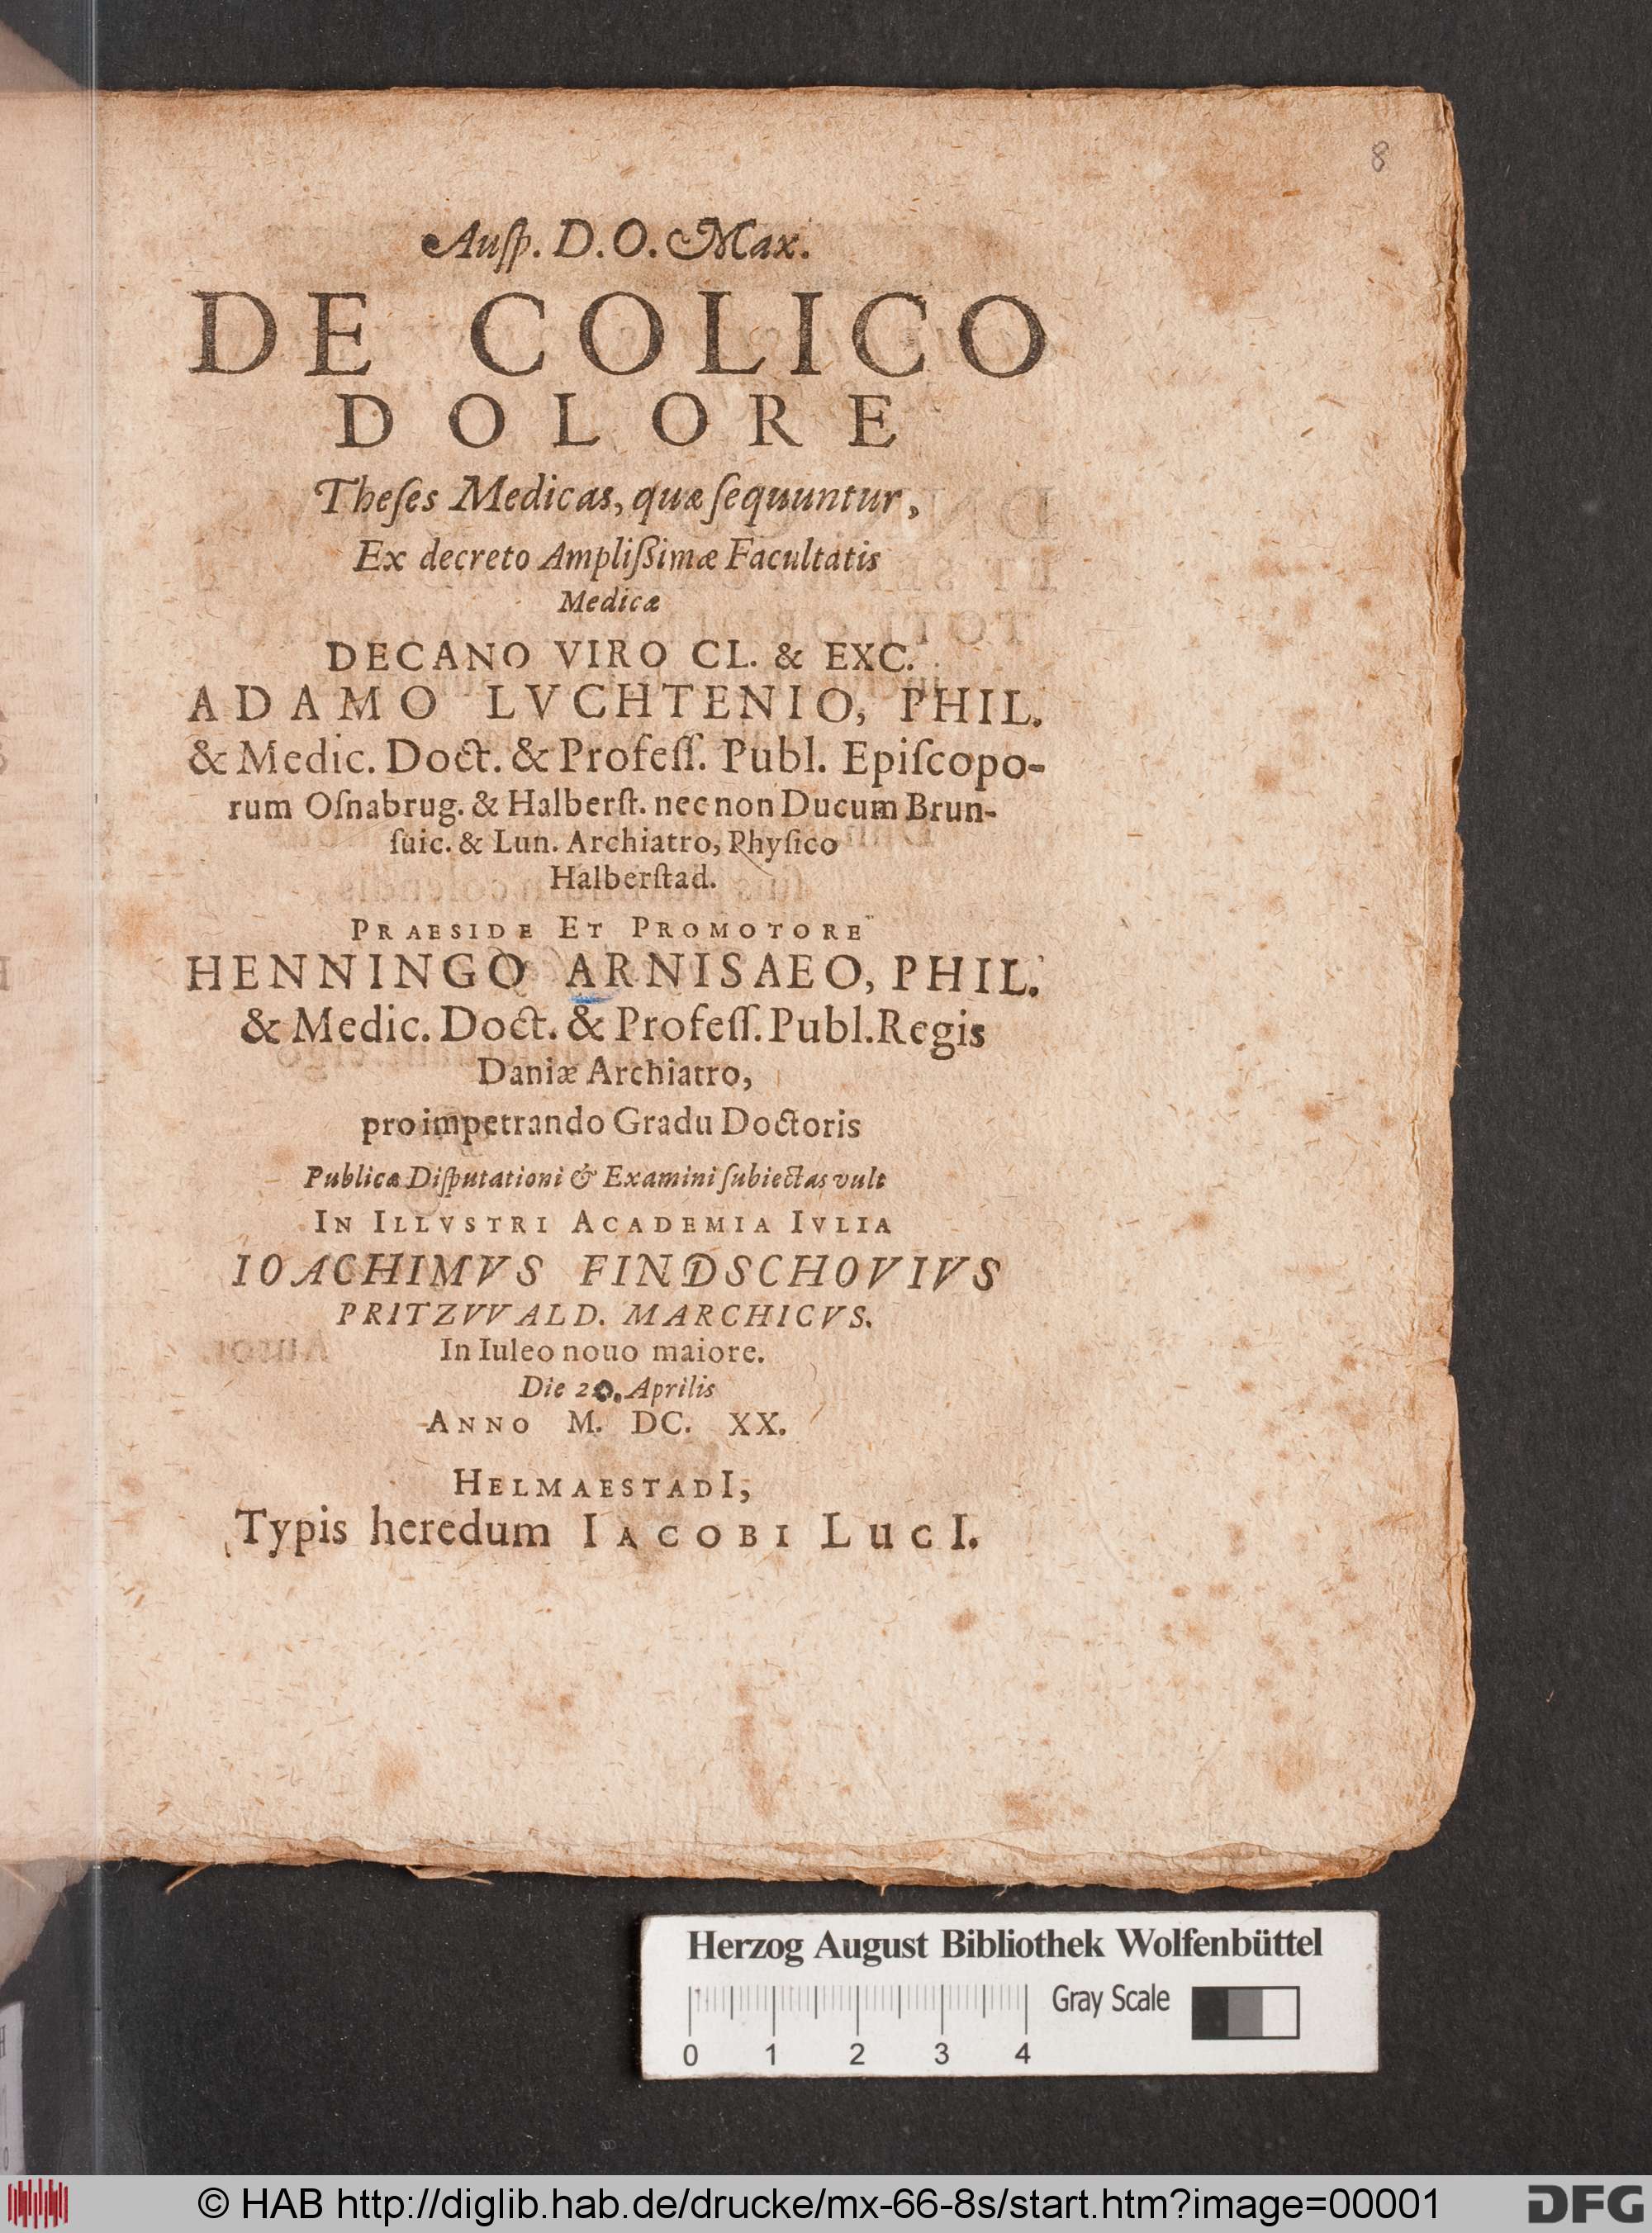 8
Auſp. D. O. Max.
DE COLICO
DOLORE
Theſes Medicas, quæ ſequuntur,
Ex decreto Ampliſsimæ Facultatis
Medicæ
DECANO VIRO CL. & EXC.
ADAMO LVCHTENIO, PHIL.
& Medic. Doct. & Profeſſ. Publ. Epiſcopo-
rum Oſnabrug. & Halberſt. nec non Ducum Brun-
ſuic. & Lun. Archiatro, Phyſico
Halberſtad.
PRAESIDE ET PROMOTORE
HENNINGO ARNISAEO, PHIL.
& Medic. Doct. & Profeſſ. Publ. Regis
Daniæ Archiatro,
pro impetrando Gradu Doctoris
Publicæ Diſputationi & Examini ſubiectas vult
IN ILLVSTRI ACADEMIA IVLIA
IOACHIMVS FINDSCHOVIVS
PRITZVVALD. MARCHICVS.
In Iuleo nouo maiore.
Die Aprilis
ANNO M. DC. XX.
HELMAESTADI,
Typis heredum IACOBI LucI.
Herzog August Bibliothek Wolfenbüttel
Gray Scale
0 1 2 3 4
© HAB http://diglib.hab.de/drucke/mx-66-8s/start.htm?image=00001
DFG